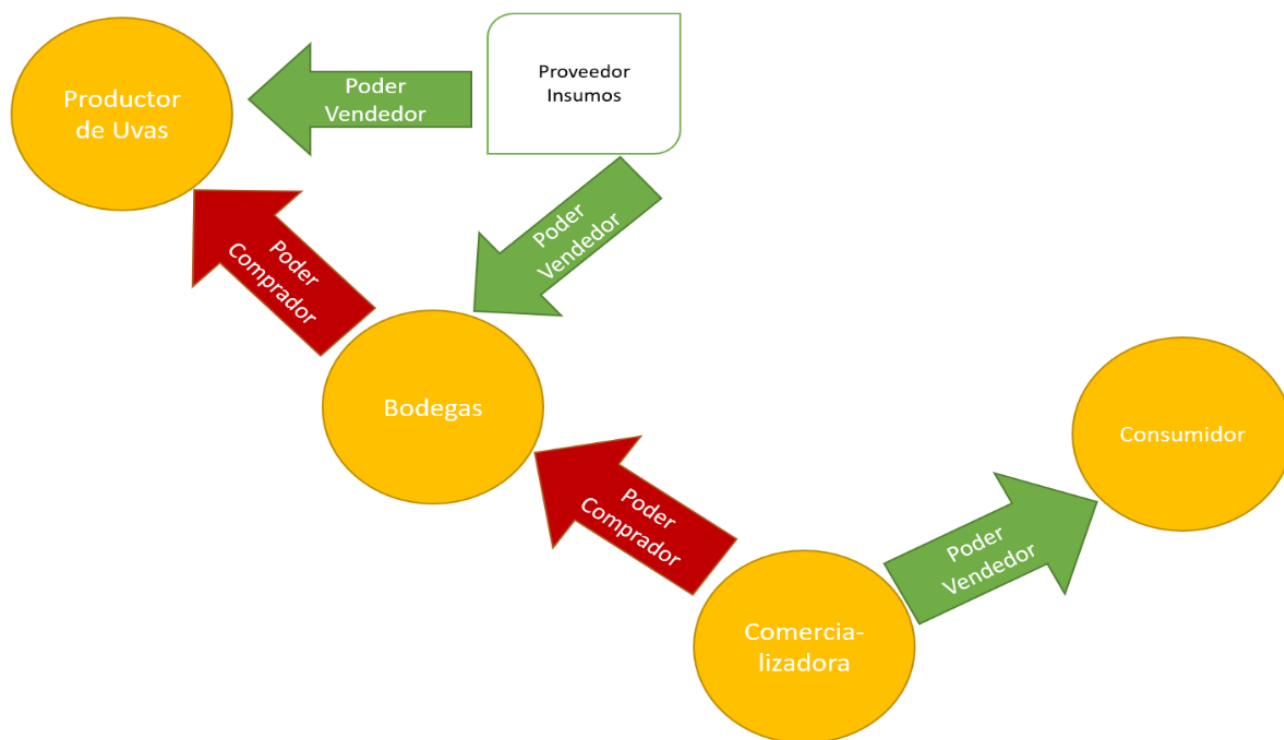 Productor
de Uvas
Poder
Vendedor
Proveedor
Insumos
Poder
Vendedor
Poder
Comprador
Bodegas
Poder
Comprador
Comercia-
lizadora
Poder
Vendedor
Consumidor